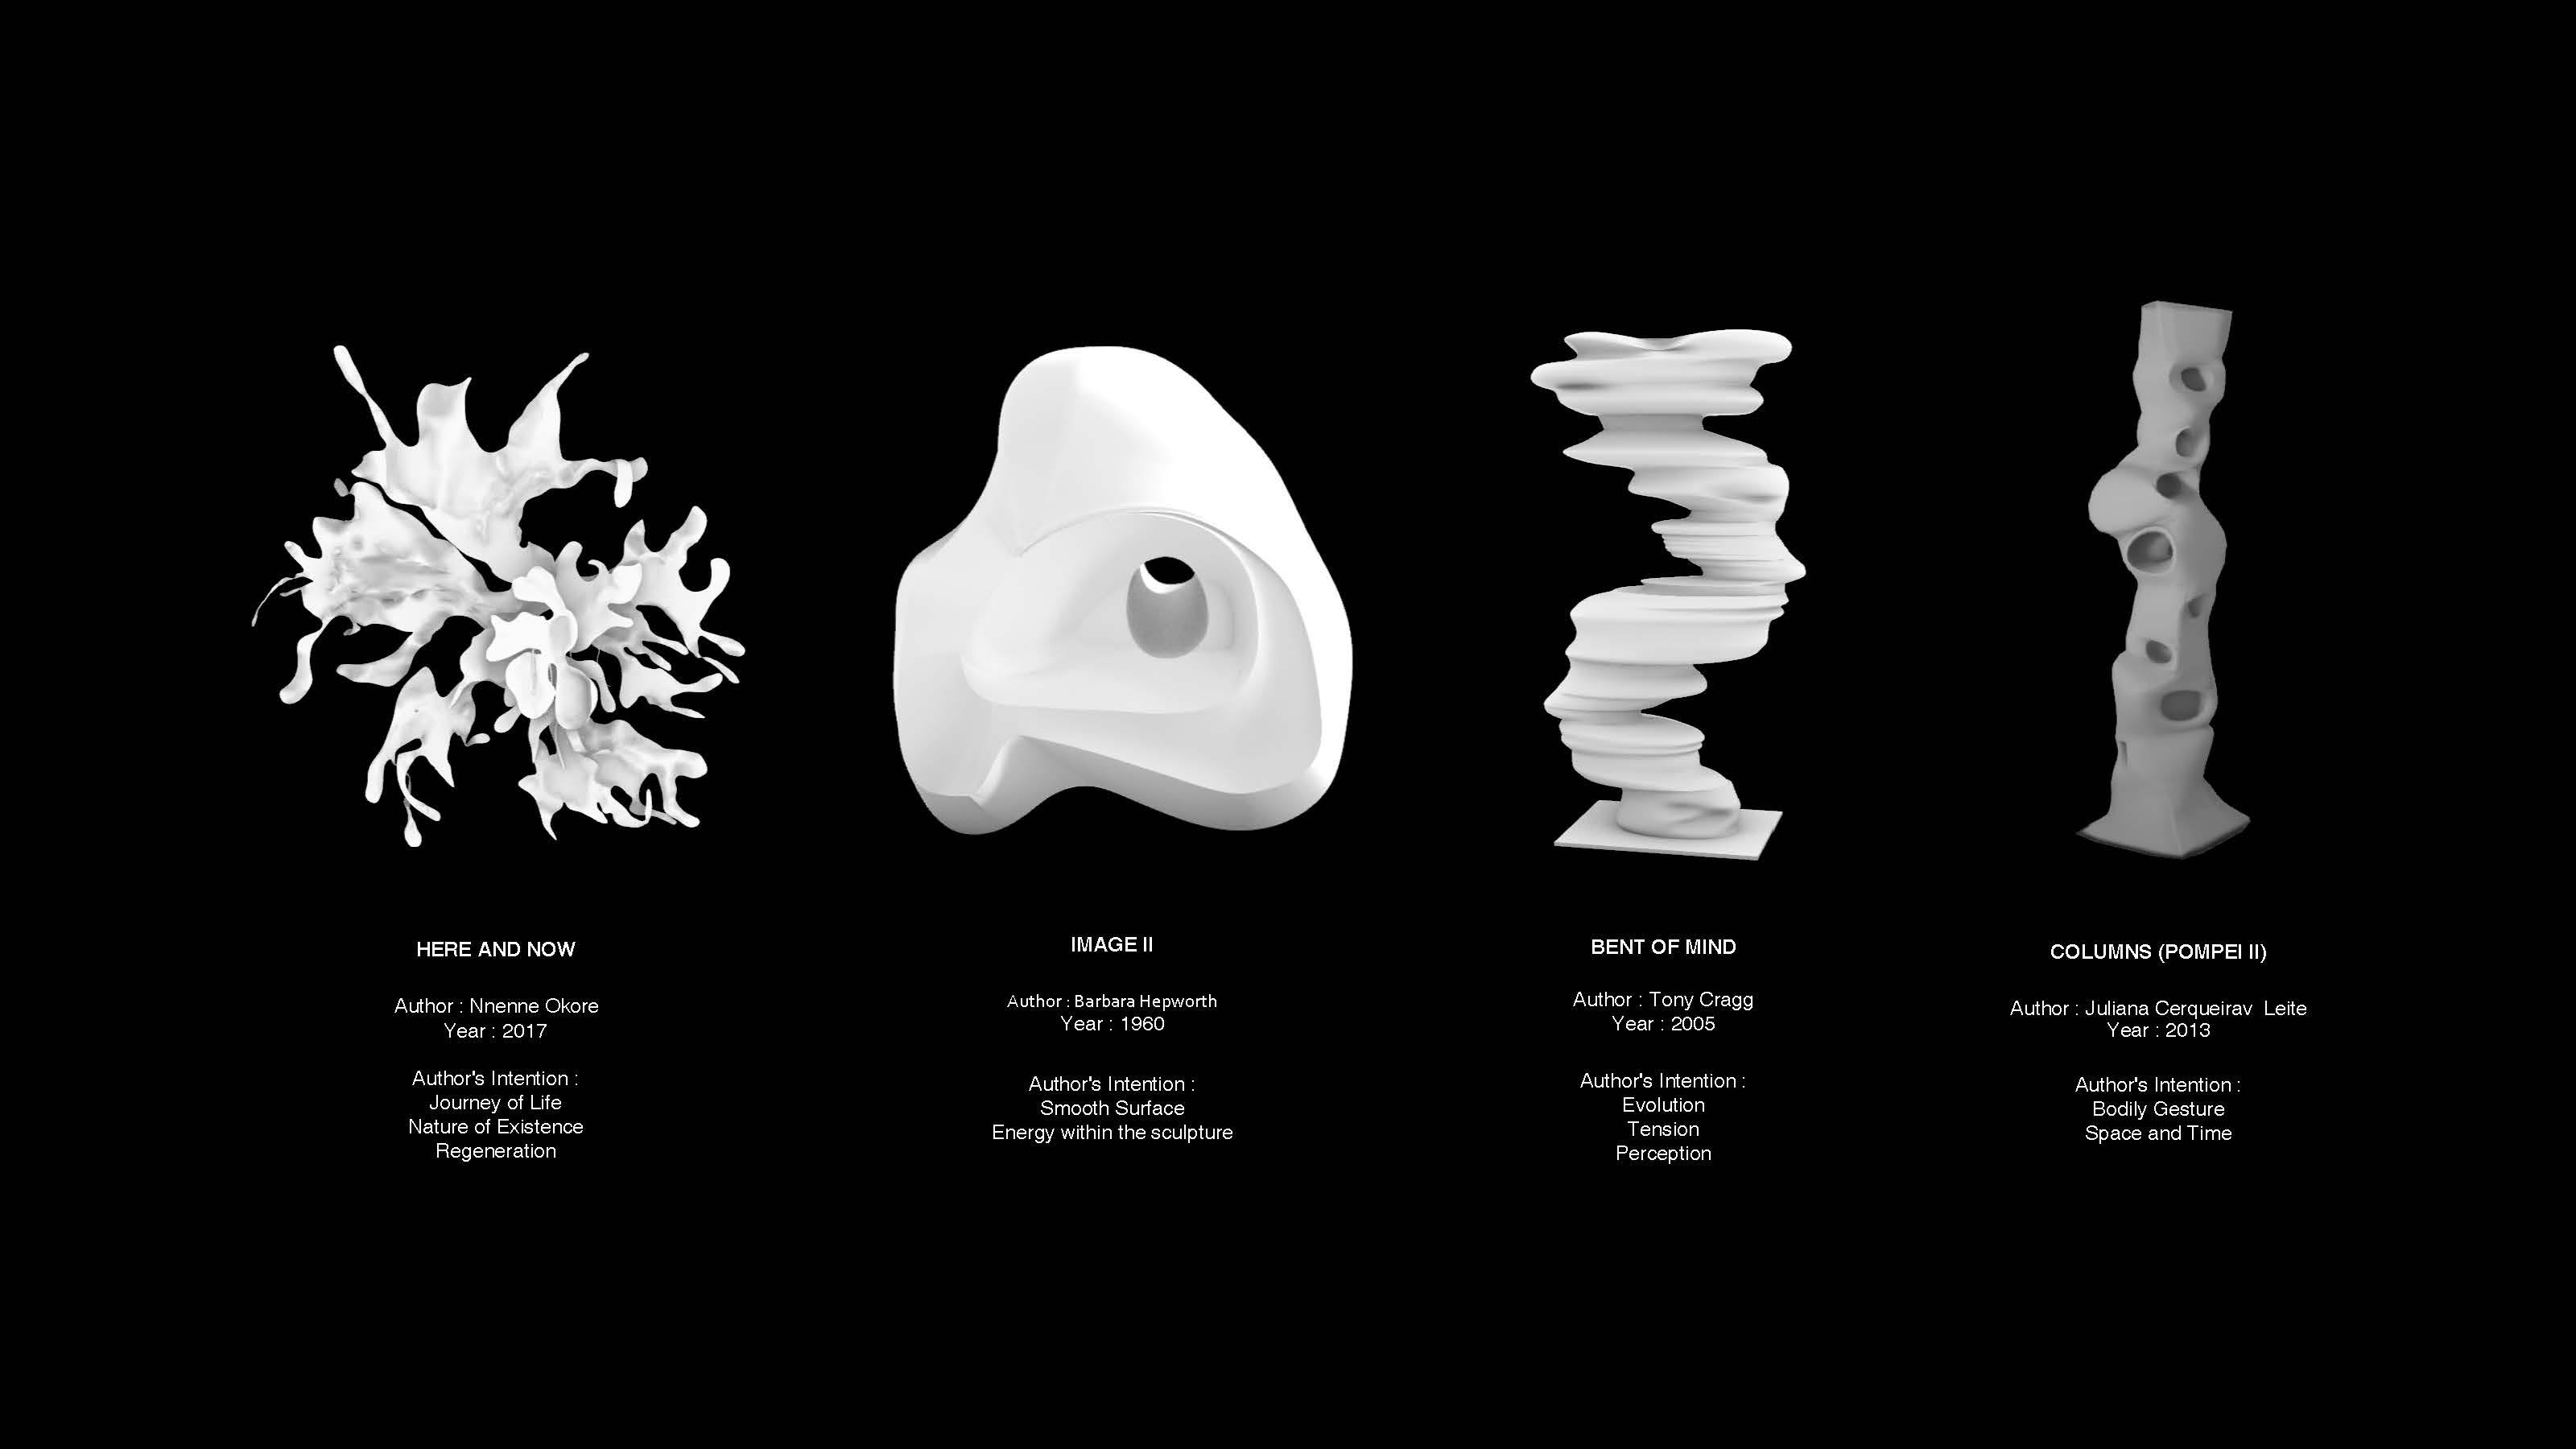 HERE AND NOW
Author : Nnenne Okore
Year : 2017
Author's Intention :
Journey of Life
Nature of Existence
Regeneration
IMAGE II
Author : Barbara Hepworth
Year : 1960
Author's Intention :
Smooth Surface
Energy within the sculpture
BENT OF MIND
Author : Tony Cragg
Year : 2005
Author's Intention :
Evolution
Tension
Perception
COLUMNS (POMPEI II)
Author : Juliana Cerqueirav Leite
Year : 2013
Author's Intention :
Bodily Gesture
Space and Time